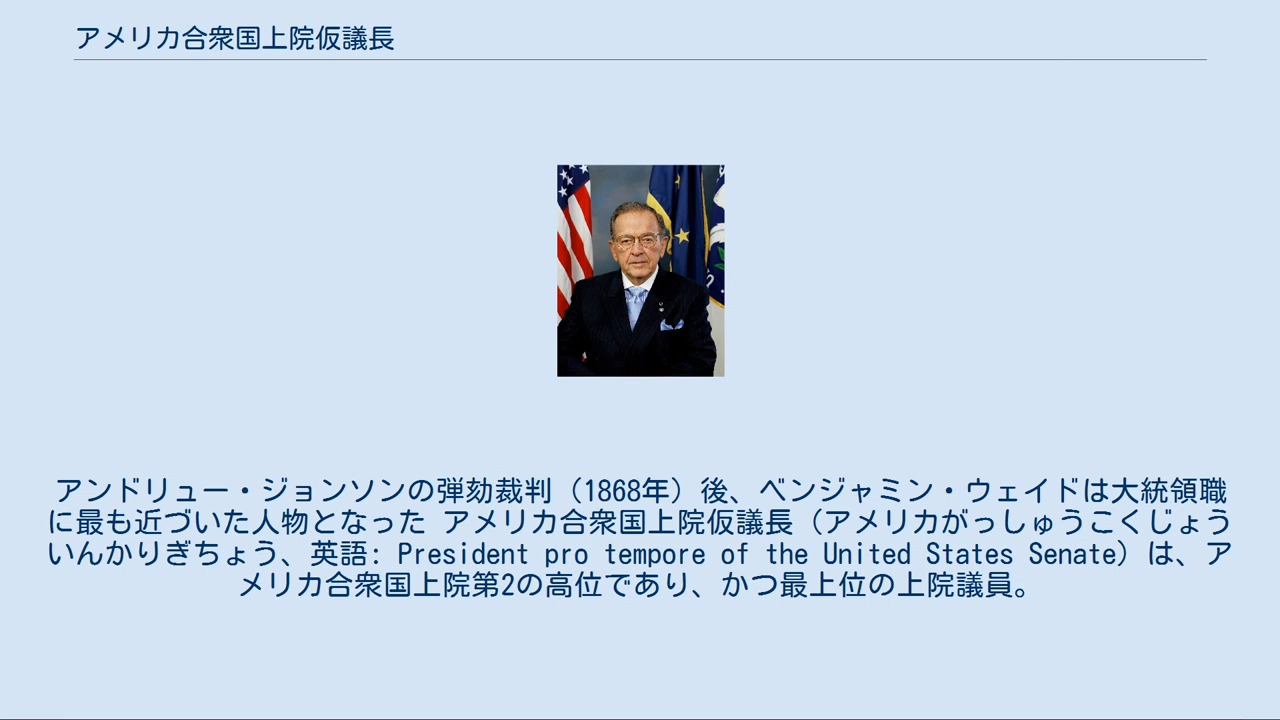 アメリカ合衆国上院仮議長
アンドリュー・ジョンソンの弾劾裁判（1868年）後、ベンジャミン・ウェイドは大統領職
に最も近づいた人物となった アメリカ合衆国上院仮議長（アメリカがっしゅうこくじょう
いんかりぎちょう、英語: President pro tempore of the United States Senate）は、ア
メリカ合衆国上院第2の高位であり、かつ最上位の上院議員。